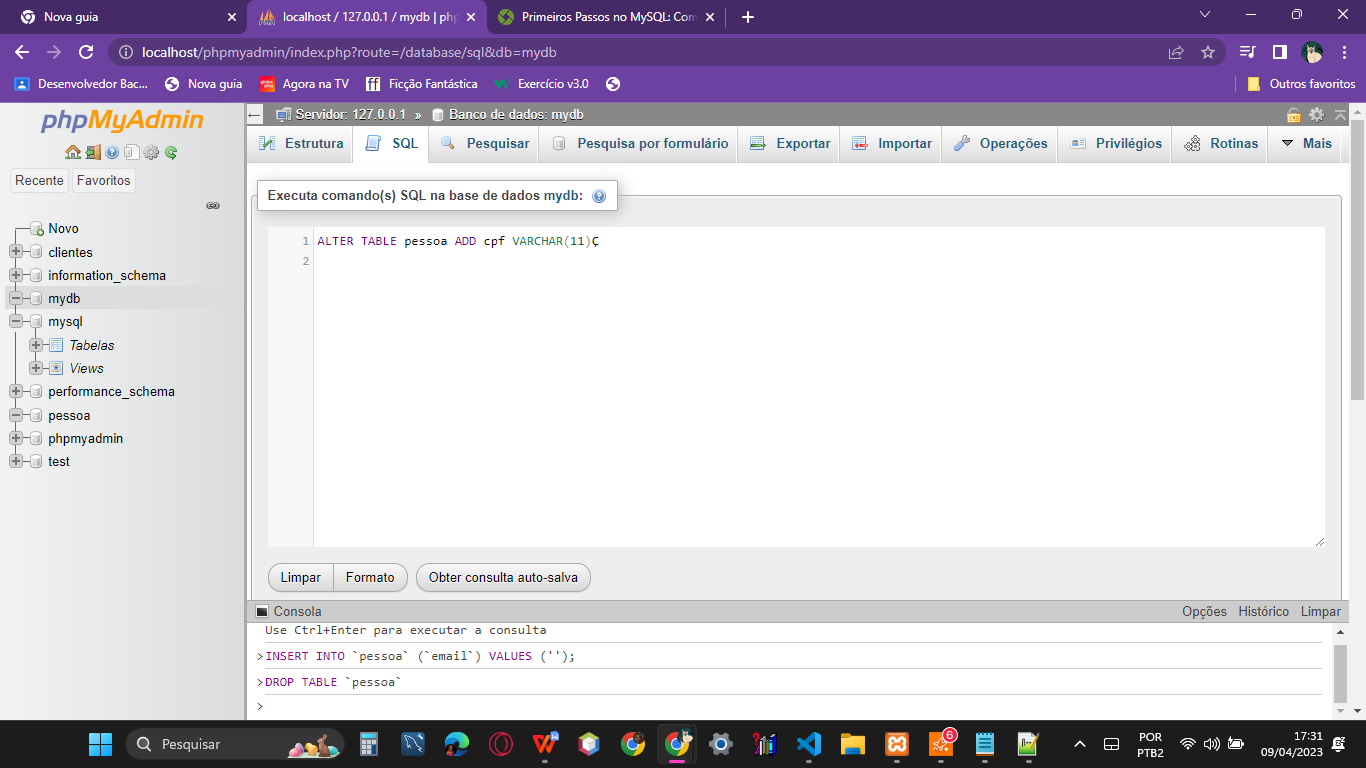 Nova guia
localhost / 127.0.0.1 / mydb | php
Primeiros Passos no MySQL: Com
localhost/phpmyadmin/index.php?route=/database/sql&db=mydb
Desenvolvedor Bac...
Nova guia
Agora na TV
Ficção Fantástica
Exercício v3.0
Outros favoritos
phpMyAdmin
Recente
Favoritos
Novo
clientes
information_schema
mydb
mysql
Tabelas
Views
performance_schema
pessoa
phpmyadmin
test
Servidor: 127.0.0.1 » Banco de dados: mydb
Estrutura
SQL
Pesquisar
Pesquisa por formulário
Exportar
Importar
Operações
Privilégios
Rotinas
Mais
Executa comando(s) SQL na base de dados mydb:
1 ALTER TABLE pessoa ADD cpf VARCHAR(11)Ç
2
Limpar
Formato
Obter consulta auto-salva
Consola
Opções
Histórico
Limpar
Use Ctrl+Enter para executar a consulta
>INSERT INTO `pessoa` (`email`) VALUES ('');
>DROP TABLE `pessoa`
>
Pesquisar
6
POR
PTB2
17:31
09/04/2023